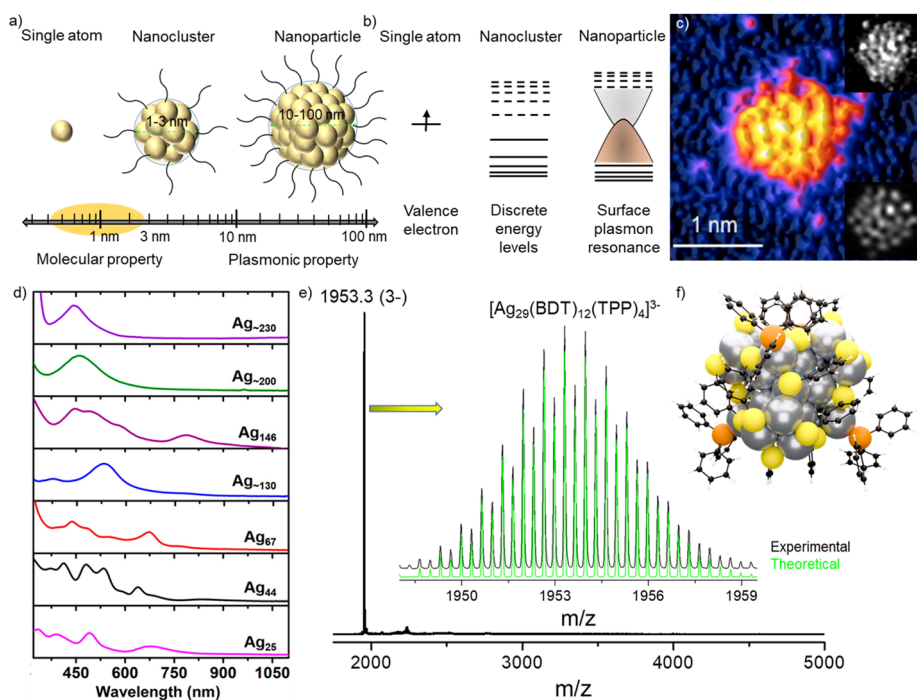 a)
Single atom
Nanocluster
Nanoparticle
1-3 nm
10-100 nm
1 nm
3 nm
10 nm
100 nm
Molecular property
Plasmonic property
b)
Single atom
Nanocluster
Nanoparticle
Valence
electron
Discrete
energy
levels
Surface
plasmon
resonance
c)
1 nm
d)
Ag~230
Ag~200
Ag146
Ag~130
Ag67
Ag44
Ag25
450
600
750
900
1050
Wavelength (nm)
e)
1953.3 (3-)
[Ag29(BDT)12(TPP)4]3-
Experimental
Theoretical
1950
1953
1956
1959
m/z
2000
3000
4000
5000
m/z
f)